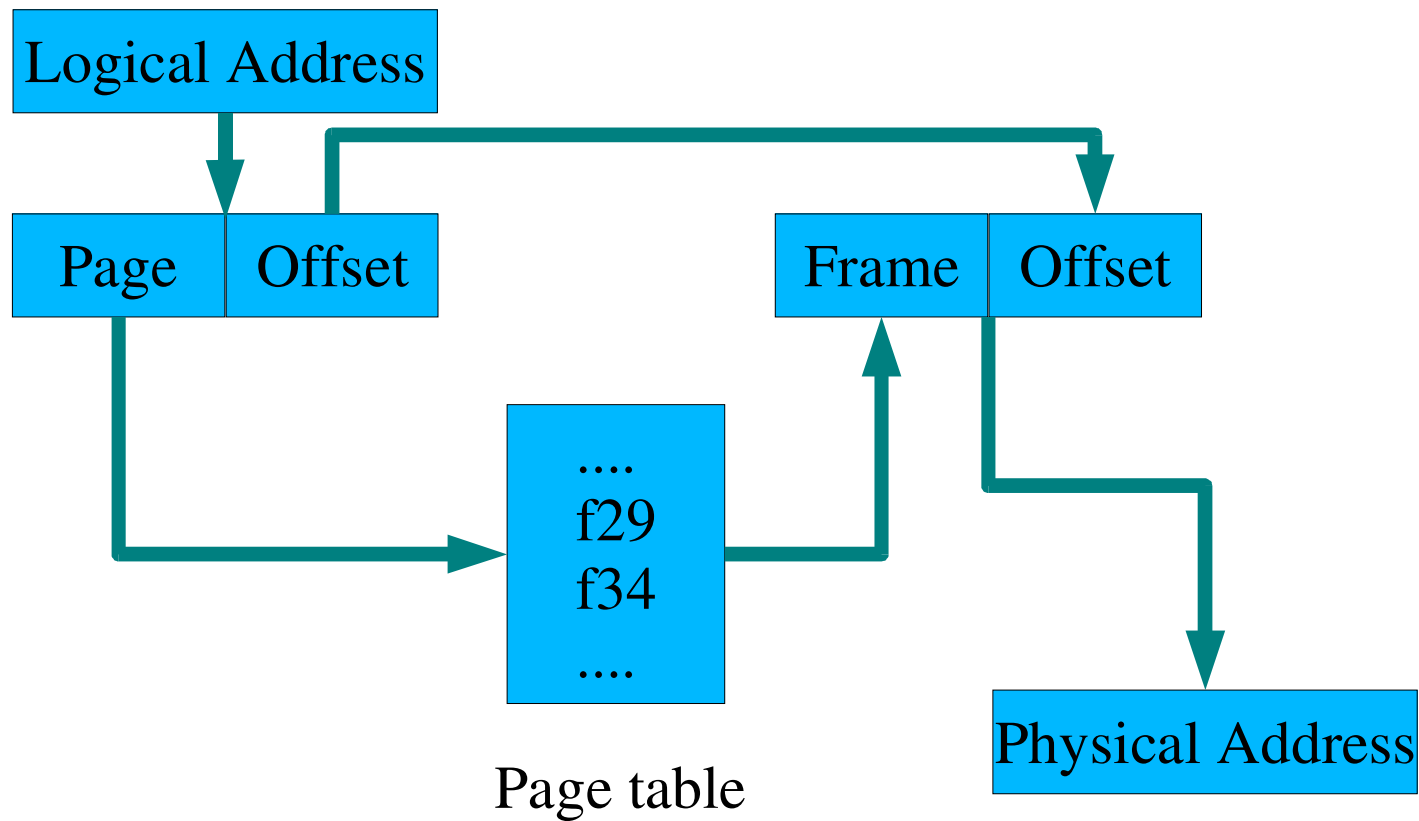 Logical Address
Page Offset
Frame Offset
....
f29
f34
....
Physical Address
Page table